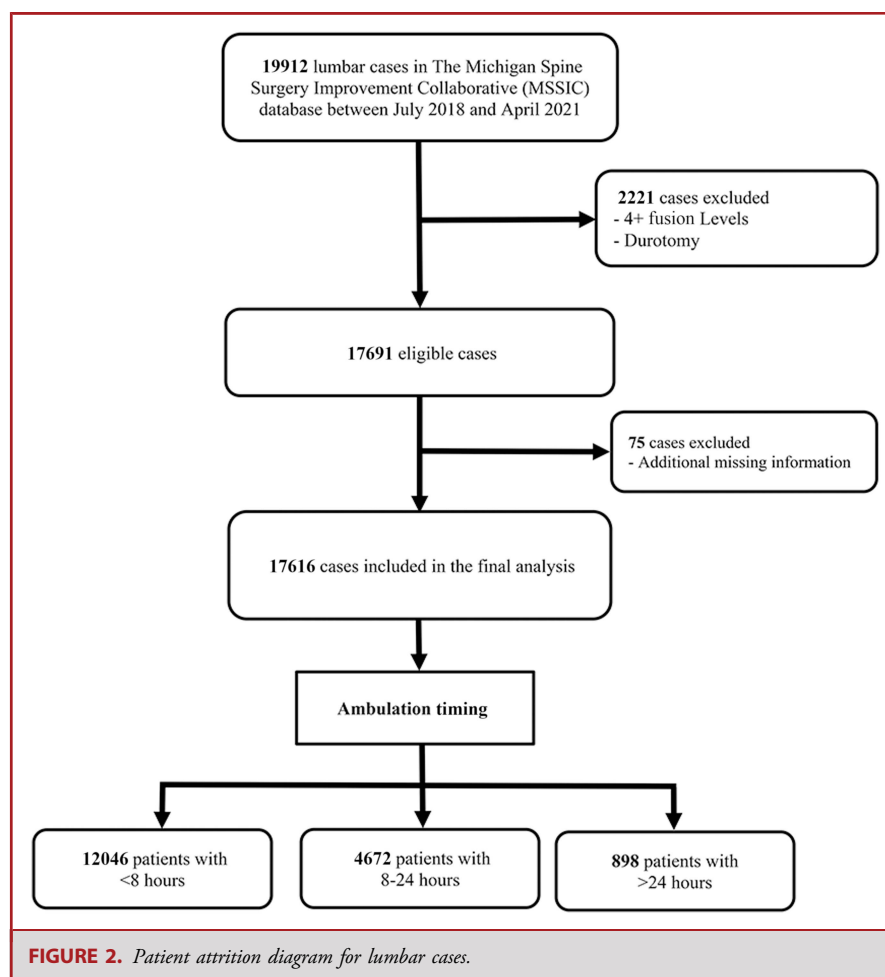 19912 lumbar cases in The Michigan Spine
Surgery Improvement Collaborative (MSSIC)
database between July 2018 and April 2021
2221 cases excluded
- 4+ fusion Levels
- Durotomy
17691 eligible cases
75 cases excluded
- Additional missing information
17616 cases included in the final analysis
Ambulation timing
12046 patients with
<8 hours
4672 patients with
8-24 hours
898 patients with
>24 hours
FIGURE 2. Patient attrition diagram for lumbar cases.